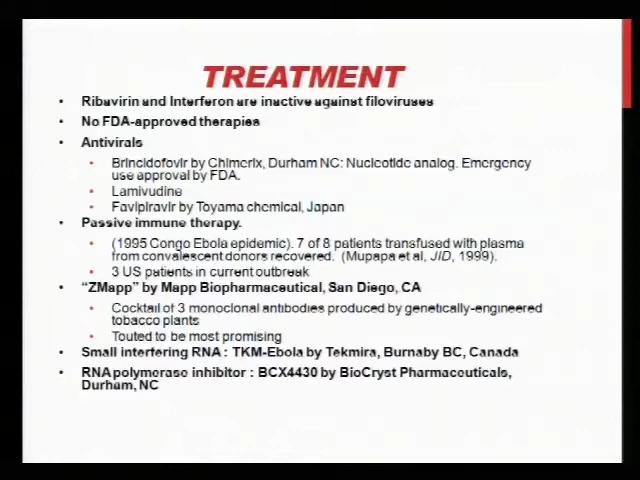 TREATMENT
• Ribavirin and Interferon are inactive against filoviruses
• No FDA-approved therapies
• Antivirals
• Brincidofovir by Chimerix, Durham NC: Nucleotide analog. Emergency
use approval by FDA.
• Lamivudine
• Favipiravir by Toyama chemical, Japan
• Passive immune therapy.
• (1995 Congo Ebola epidemic). 7 of 8 patients transfused with plasma
from convalescent donors recovered. (Mupapa et al, JID, 1999).
• 3 US patients in current outbreak
• “ZMapp” by Mapp Biopharmaceutical, San Diego, CA
• Cocktail of 3 monoclonal antibodies produced by genetically-engineered
tobacco plants
• Touted to be most promising
• Small interfering RNA : TKM-Ebola by Tekmira, Burnaby BC, Canada
• RNA polymerase inhibitor : BCX4430 by BioCryst Pharmaceuticals,
Durham, NC